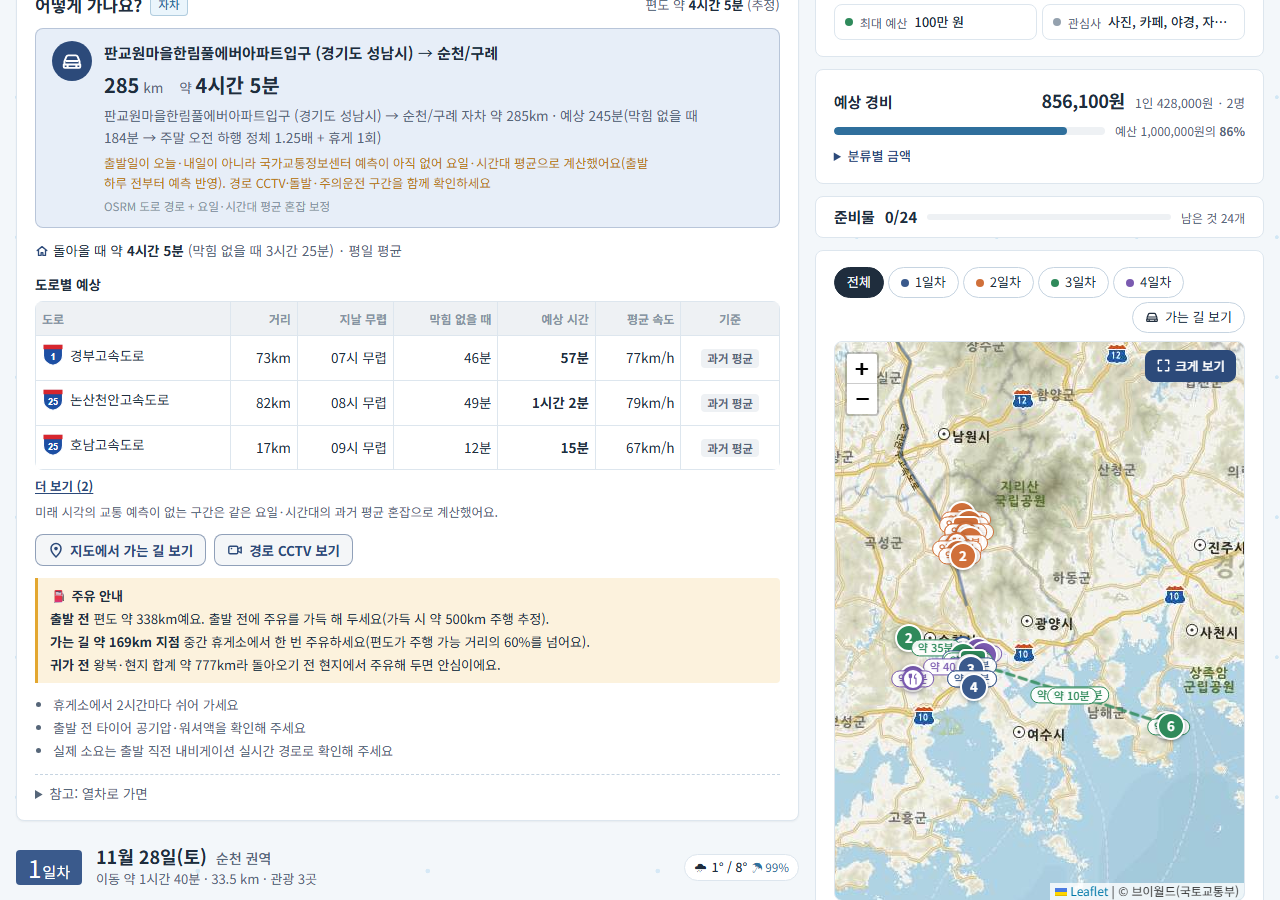 어떻게 가나요? 자차 편도 약 4시간 5분 (추정)
판교원마을한림풀에버아파트입구 (경기도 성남시) → 순천/구례
285 km 약 4시간 5분
판교원마을한림풀에버아파트입구 (경기도 성남시) → 순천/구례 자차 약 285km · 예상 245분(막힘 없을 때
184분 → 주말 오전 하행 정체 1.25배 + 휴게 1회)
출발일이 오늘·내일이 아니라 국가교통정보센터 예측이 아직 없어 요일·시간대 평균으로 계산했어요(출발
하루 전부터 예측 반영). 경로 CCTV·돌발·주의운전 구간을 함께 확인하세요
OSRM 도로 경로 + 요일·시간대 평균 혼잡 보정
돌아올 때 약 4시간 5분 (막힘 없을 때 3시간 25분) · 평일 평균
도로별 예상
도로 거리 지날 무렵 막힘 없을 때 예상 시간 평균 속도 기준
1 경부고속도로 73km 07시 무렵 46분 57분 77km/h 과거 평균
25 논산천안고속도로 82km 08시 무렵 49분 1시간 2분 79km/h 과거 평균
25 호남고속도로 17km 09시 무렵 12분 15분 67km/h 과거 평균
더 보기 (2)
미래 시각의 교통 예측이 없는 구간은 같은 요일·시간대의 과거 평균 혼잡으로 계산했어요.
지도에서 가는 길 보기 경로 CCTV 보기
주유 안내
출발 전 편도 약 338km예요. 출발 전에 주유를 가득 해 두세요(가득 시 약 500km 주행 추정).
가는 길 약 169km 지점 중간 휴게소에서 한 번 주유하세요(편도가 주행 가능 거리의 60%를 넘어요).
귀가 전 왕복·현지 합계 약 777km라 돌아오기 전 현지에서 주유해 두면 안심이에요.
휴게소에서 2시간마다 쉬어 가세요
출발 전 타이어 공기압·워셔액을 확인해 주세요
실제 소요는 출발 직전 내비게이션 실시간 경로로 확인해 주세요
참고: 열차로 가면
1일차 11월 28일(토) 순천 권역
이동 약 1시간 40분 · 33.5 km · 관광 3곳
1° / 8° 99%
최대 예산 100만 원 관심사 사진, 카페, 야경, 자…
예상 경비 856,100원 1인 428,000원 · 2명
예산 1,000,000원의 86%
분류별 금액
준비물 0/24 남은 것 24개
전체 1일차 2일차 3일차 4일차
가는 길 보기
+
−
크게 보기
장수군
12
함양군
12
남원시
산청군
지리산
국립공원
곡성군
2
진주시
하동군
10
광양시
사천시
2
약 35분
10
약 40
3
4
약 10분
상족암
군립공원
남해군
10
6
여수시
고흥군
Leaflet | © 브이월드(국토교통부)